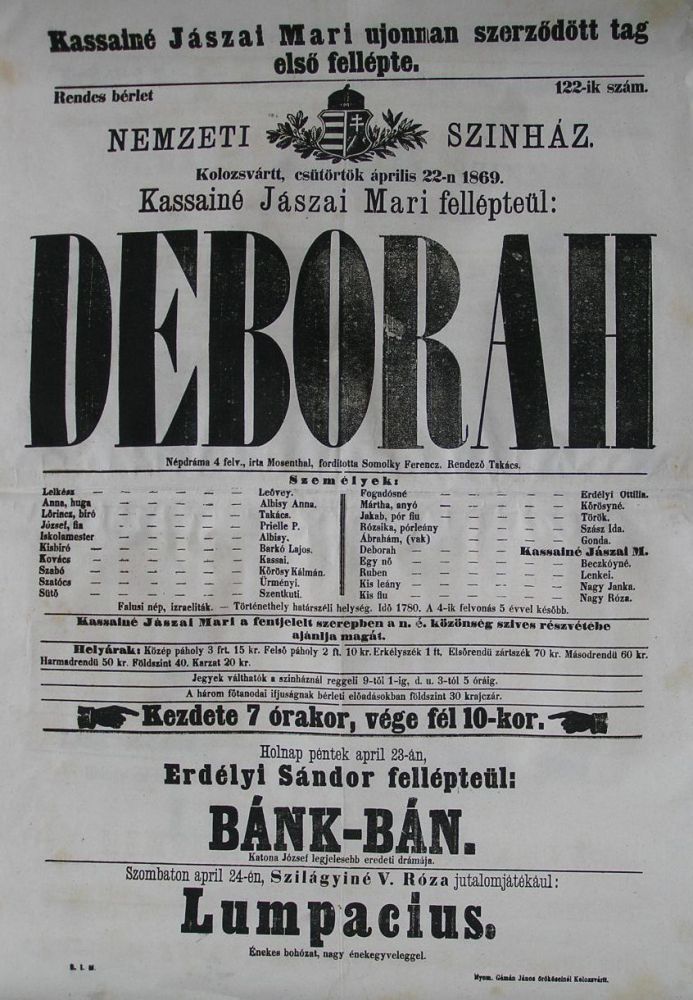 Kassainé Jászai Mari ujonnan szerződött tag
első fellépte.
Rendes bérlet
122-ik szám.
NEMZETI SZINHÁZ.
Kolozsvártt, csütörtök április 22-n 1869.
Kassainé Jászai Mari fellépteül:
DEBORAH
Népdráma 4 felv., irta Mosenthal, forditotta Somolky Ferencz. Rendező Takács.
Személyek:
Lelkész — — — — — Leővey.
Anna, huga — — — — — Albisy Anna.
Lőrincz, biró — — — — — Takács.
József, fia — — — — — Prielle P.
Iskolamester — — — — — Albisy.
Kisbiró — — — — — Barkó Lajos.
Kovács — — — — — Kassai.
Szabó — — — — — Kőrösy Kálmán.
Szatócs — — — — — Ürményi.
Sütő — — — — — Szentkuti.
Fogadósné — — — — — Erdélyi Ottilia.
Mártha, anyó — — — — — Körösyné.
Jakab, pór fiu — — — — — Török.
Rózsika, pórleány — — — — — Szász Ida.
Ábrahám, (vak) — — — — — Gonda.
Deborah — — — — — Kassainé Jászai M.
Egy nő — — — — — Beczkóyné.
Ruben — — — — — Lenkei.
Kis leány — — — — — Nagy Janka.
Kis fiu — — — — — Nagy Róza.
Falusi nép, izraeliták. — Történethely határszéli helység. Idő 1780. A 4-ik felvonás 5 évvel később.
Kassainé Jászai Mari a fentjelelt szerepben a n. é. közönség szives részvétébe
ajánlja magát.
Helyárak: Közép páholy 3 frt. 15 kr. Felső páholy 2 ft. 10 kr. Erkélyszék 1 ft. Elsőrendü zártszék 70 kr. Másodrendü 60 kr.
Harmadrendü 50 kr. Földszint 40. Karzat 20 kr.
Jegyek válthatók a szinháznál reggeli 9-től 1-ig, d. u. 3-tól 5 óráig.
A három főtanodai ifjuságnak bérleti előadásokban földszint 30 krajczár.
Kezdete 7 órakor, vége fél 10-kor.
Holnap péntek april 23-án,
Erdélyi Sándor fellépteül:
BÁNK-BÁN.
Katona József legjelesebb eredeti drámája.
Szombaton april 24-én, Szilágyiné V. Róza jutalomjátékául:
Lumpacius.
Énekes bohózat, nagy énekegyveleggel.
Nyom. Gámán János örököseinél Kolozsvártt.